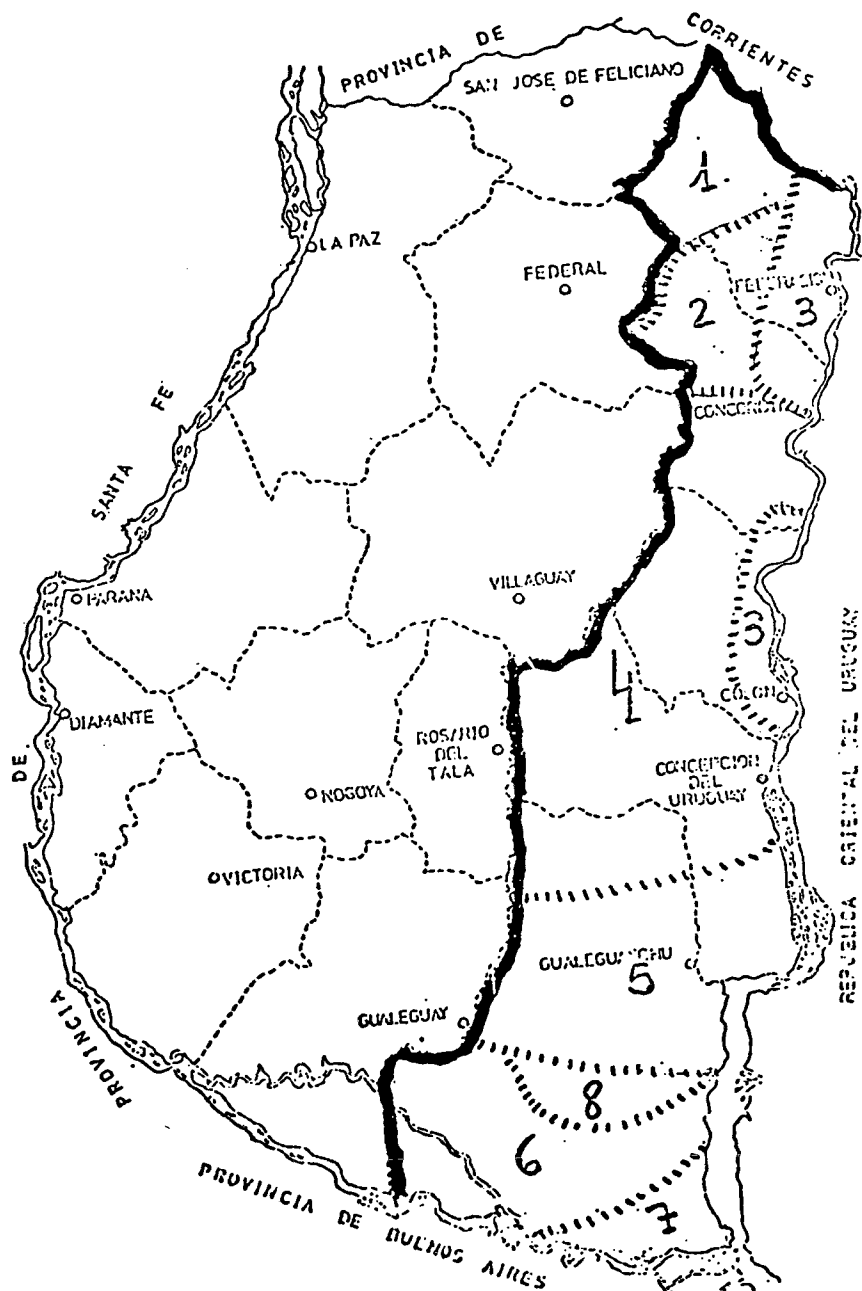 PROVINCIA DE
CORRIENTES
SAN JOSE DE FELICIANO
1.
LA PAZ
FEDERAL
2
3
SANTA FE
PARANA
VILLAGUAY
3
4
COLON
DIAMANTE
DE
ROSARIO
DEL
TALA
CONCEPCION
DEL
URUGUAY
NOGOYA
VICTORIA
REPUBLICA ORIENTAL DEL URUGUAY
5
GUALEGUAY
PROVINCIA
8
6
7
PROVINCIA DE BUENOS AIRES